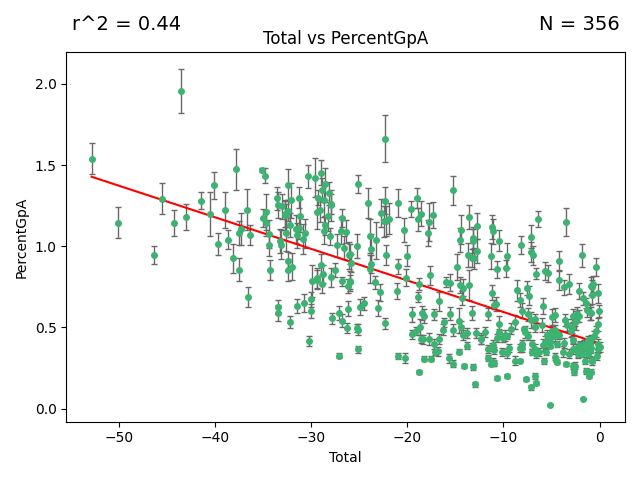 r^2 = 0.44
N = 356
Total vs PercentGpA
PercentGpA
2.0
1.5
1.0
0.5
0.0
−50
−40
−30
−20
−10
0
Total